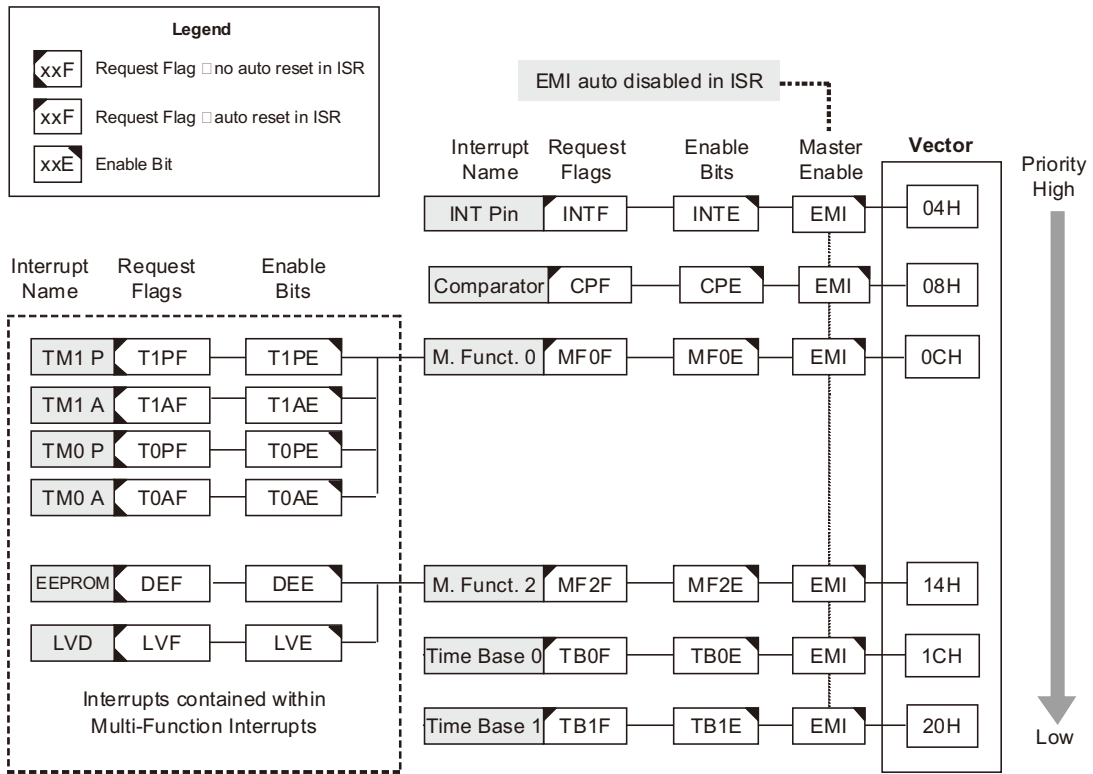 Legend
xxF Request Flag □ no auto reset in ISR
xxF Request Flag □ auto reset in ISR
xxE Enable Bit
EMI auto disabled in ISR
Interrupt Name Request Flags Enable Bits Master Enable Vector
Priority
High
INT Pin INTF INTE EMI 04H
Comparator CPF CPE EMI 08H
Interrupt Name Request Flags Enable Bits
TM1 P T1PF T1PE M. Funct. 0 MF0F MF0E EMI 0CH
TM1 A T1AF T1AE
TM0 P T0PF T0PE
TM0 A T0AF T0AE
EEPROM DEF DEE M. Funct. 2 MF2F MF2E EMI 14H
LVD LVF LVE Time Base 0 TB0F TB0E EMI 1CH
Interrupts contained within
Multi-Function Interrupts
Time Base 1 TB1F TB1E EMI 20H
Low